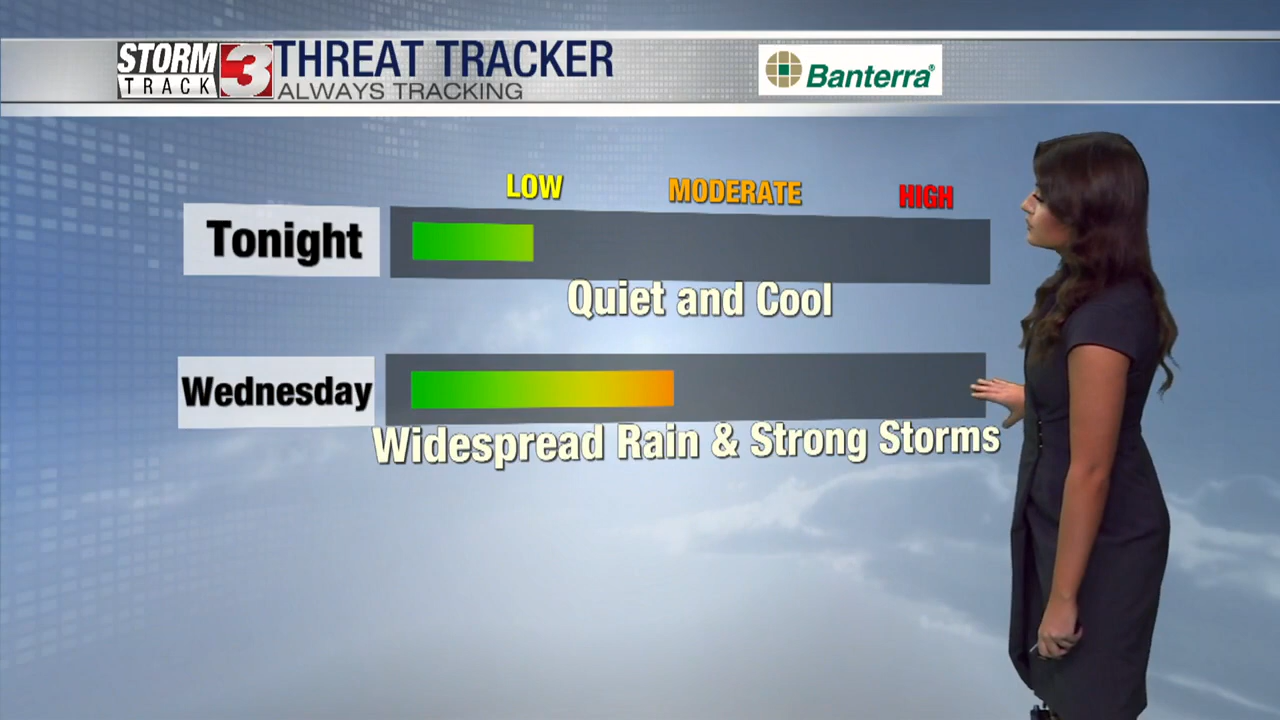 STORM
TRACK
3
THREAT TRACKER
ALWAYS TRACKING
Banterra®
LOW MODERATE HIGH
Tonight
Quiet and Cool
Wednesday
Widespread Rain & Strong Storms